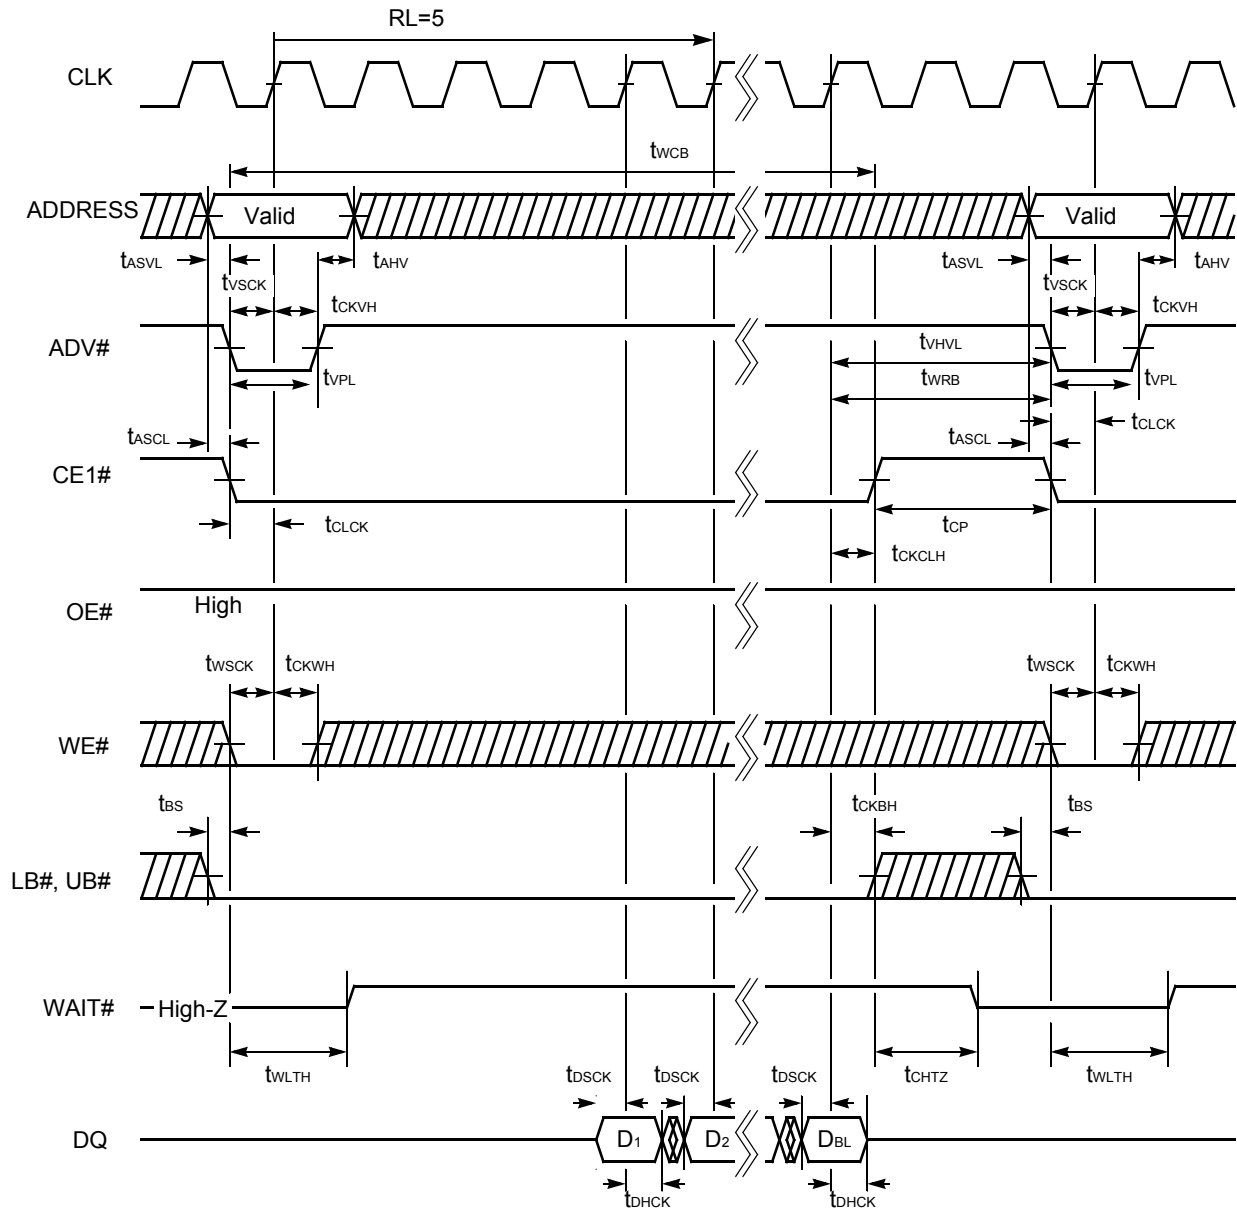 RL=5
CLK
tWCB
ADDRESS
Valid
Valid
tASVL
tVSCK
tAHV
tCKVH
tASVL
tVSCK
tAHV
tCKVH
ADV#
tVHVL
tVPL
tWRB
tVPL
tASCL
tASCL
tCLCK
CE1#
tCLCK
tCP
tCKCLH
OE#
High
tWSCK
tCKWH
tWSCK
tCKWH
WE#
tBS
tCKBH
tBS
LB#, UB#
WAIT#
High-Z
tWLTH
tDSCK
tDSCK
tDSCK
tCHTZ
tWLTH
DQ
D1
D2
DBL
tDHCK
tDHCK